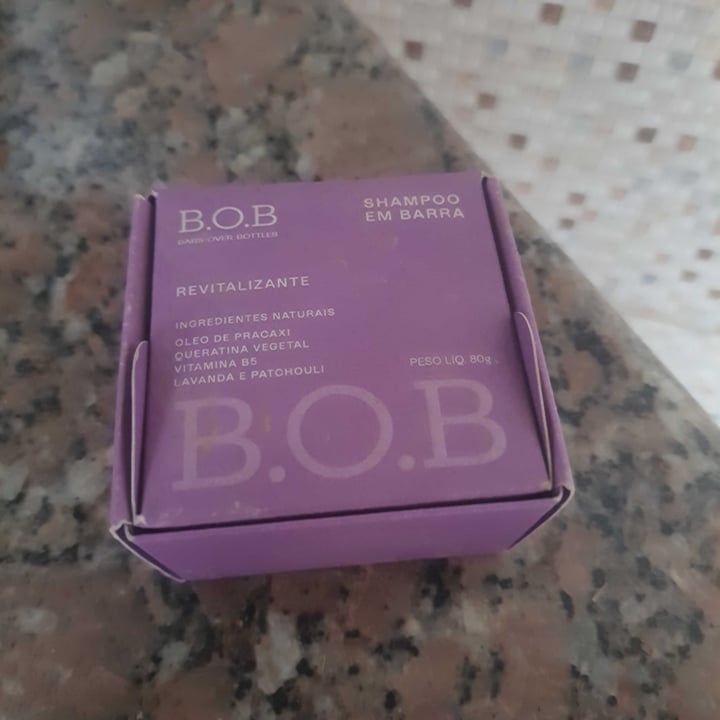 B.O.B
BARS OVER BOTTLES
SHAMPOO
EM BARRA
REVITALIZANTE
INGREDIENTES NATURAIS
ÓLEO DE PRACAXI
QUERATINA VEGETAL
VITAMINA B5
LAVANDA E PATCHOULI
PESO LÍQ. 80g
B.O.B